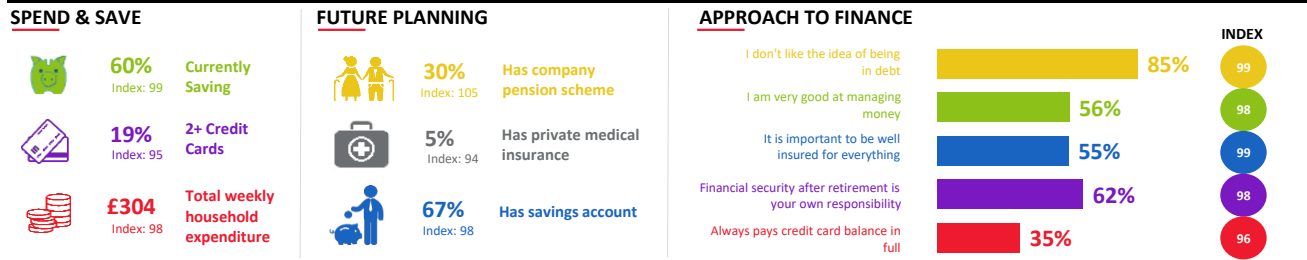 SPEND & SAVE
60%
Index: 99
Currently
Saving
19%
Index: 95
2+ Credit
Cards
£304
Index: 98
Total weekly
household
expenditure
FUTURE PLANNING
30%
Index: 105
Has company
pension scheme
5%
Index: 94
Has private medical
insurance
67%
Index: 98
Has savings account
APPROACH TO FINANCE
INDEX
I don't like the idea of being
in debt
85%
99
I am very good at managing
money
56%
98
It is important to be well
insured for everything
55%
99
Financial security after retirement is
your own responsibility
62%
98
Always pays credit card balance in
full
35%
96